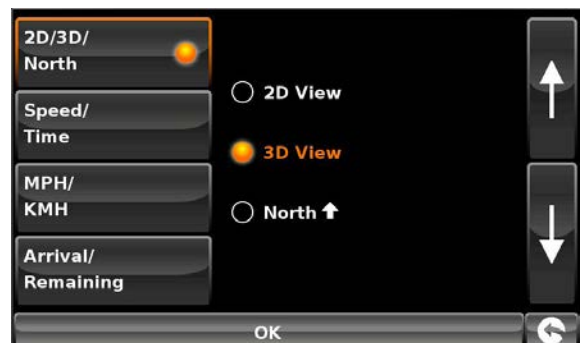 2D/3D/
North
Speed/
Time
MPH/
KMH
Arrival/
Remaining
2D View
3D View
North
OK